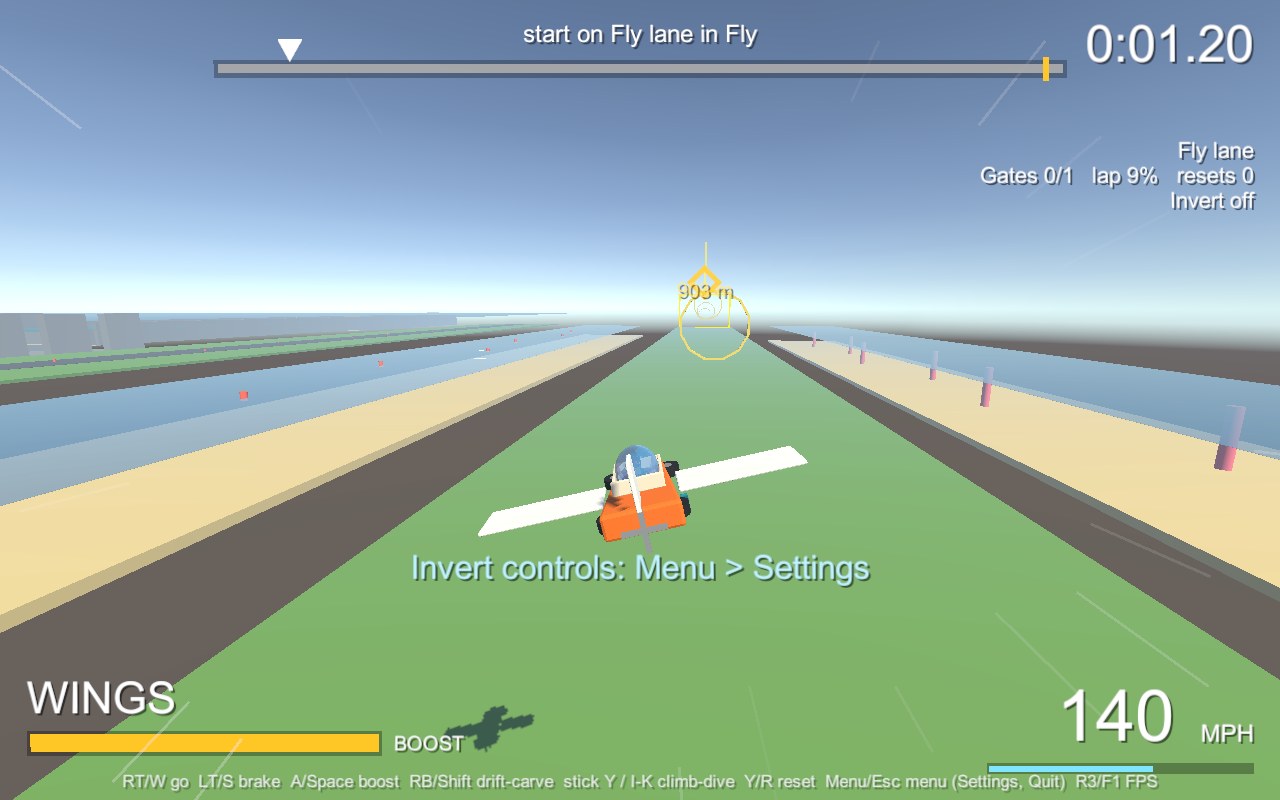 start on Fly lane in Fly
0:01.20
Fly lane
Gates 0/1 lap 9% resets 0
Invert off
903 m
Invert controls: Menu > Settings
WINGS
BOOST
140 MPH
RT/W go LT/S brake A/Space boost RB/Shift drift-carve stick Y / I-K climb-dive Y/R reset Menu/Esc menu (Settings, Quit) R3/F1 FPS